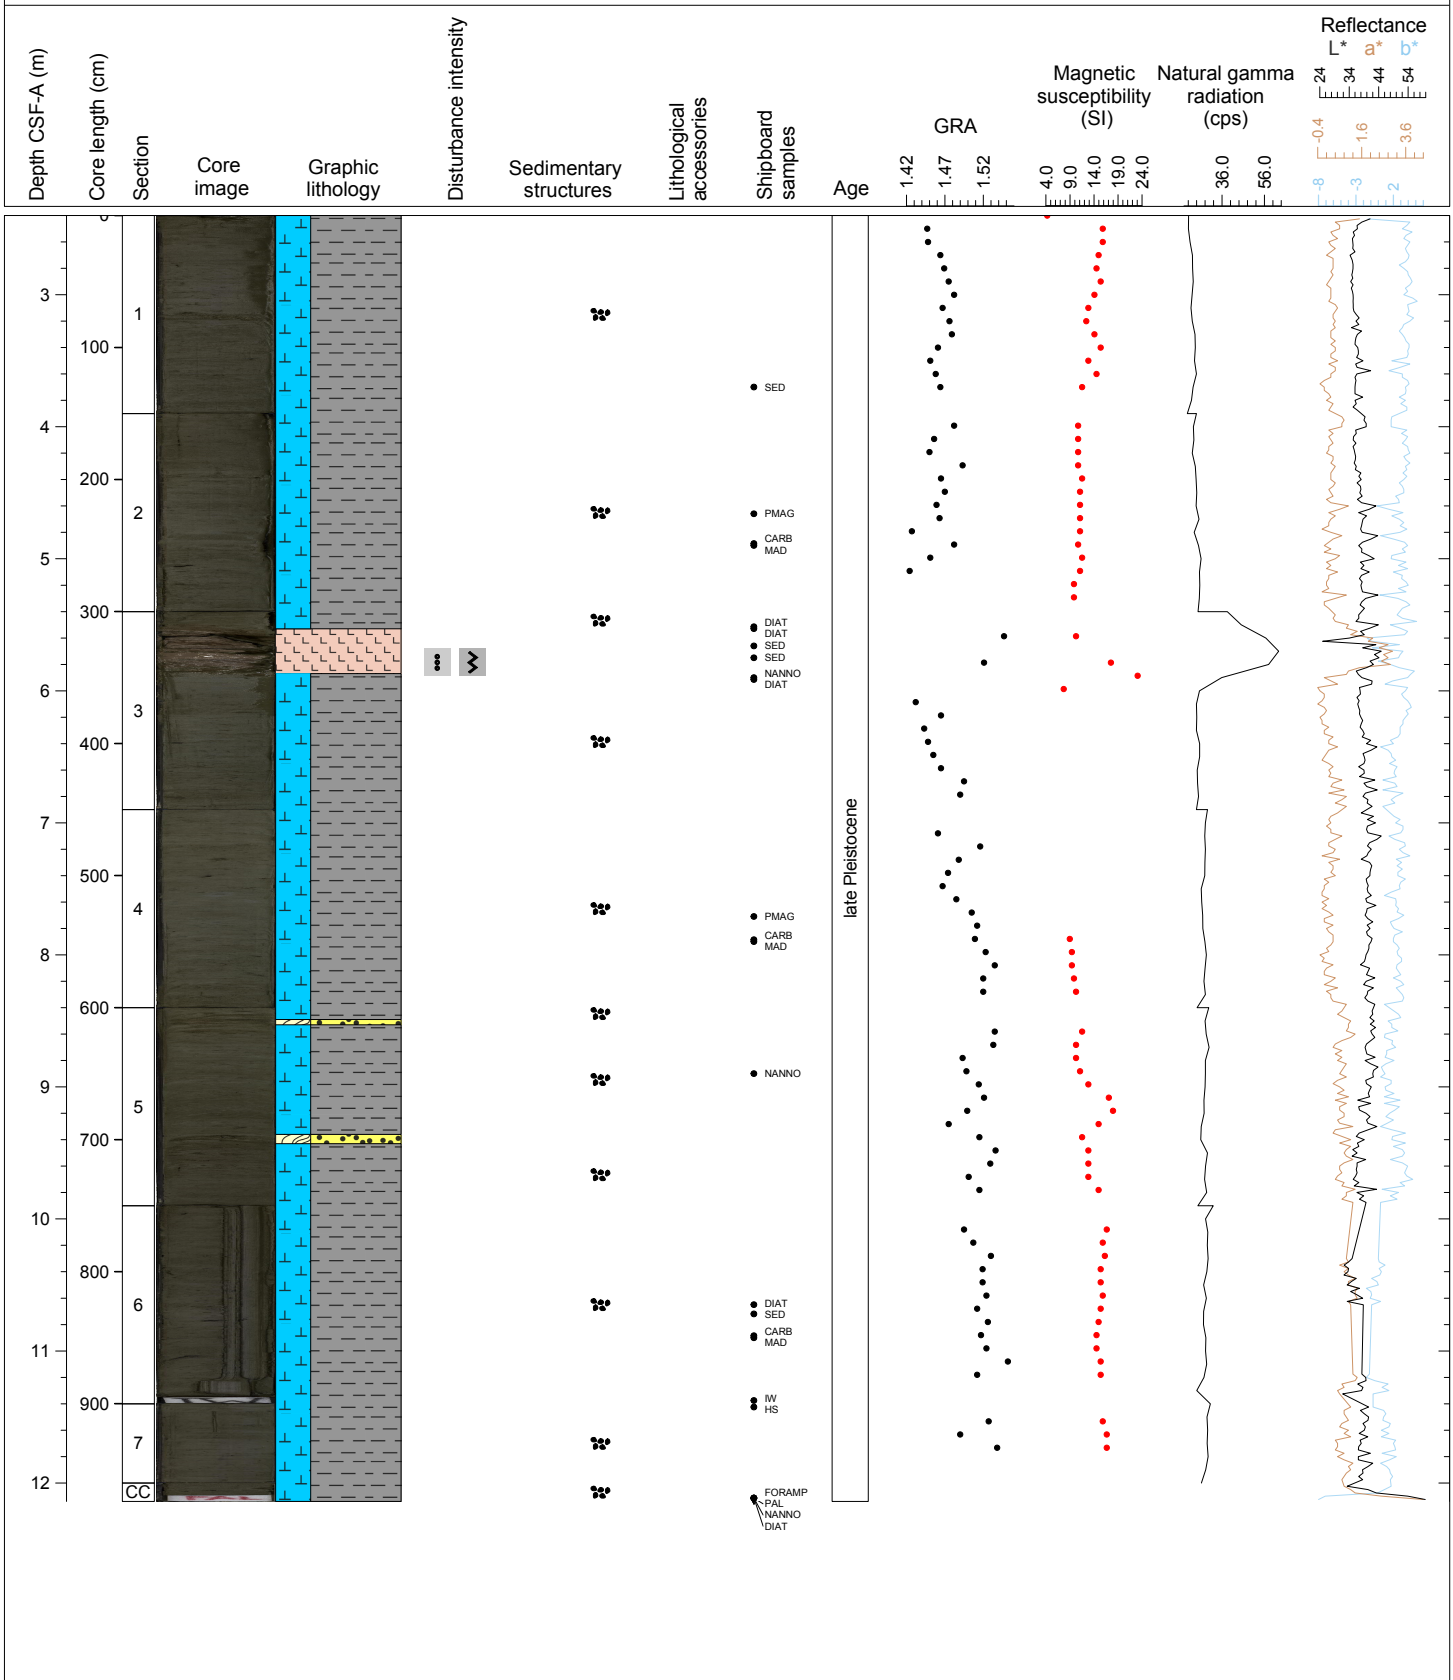 Depth CSF-A (m)
Core length (cm)
Section
Core
image
Graphic
lithology
Disturbance intensity
Sedimentary
structures
Lithological
accessories
Shipboard
samples
Age
GRA
1.42 1.47 1.52
Magnetic
susceptibility
(SI)
4.0 9.0 14.0 19.0 24.0
Natural gamma
radiation
(cps)
36.0 56.0
Reflectance
L* a* b*
24 34 44 54
-0.4 1.6 3.6
-8 -3 2
0
3
1
100
SED
4
200
2
PMAG
CARB
MAD
5
300
DIAT
DIAT
SED
SED
NANNO
DIAT
6
3
400
7
late Pleistocene
500
4
PMAG
CARB
MAD
8
600
NANNO
9
5
700
10
800
6
DIAT
SED
CARB
MAD
11
IW
900
HS
7
12
CC
FORAMP
PAL
NANNO
DIAT